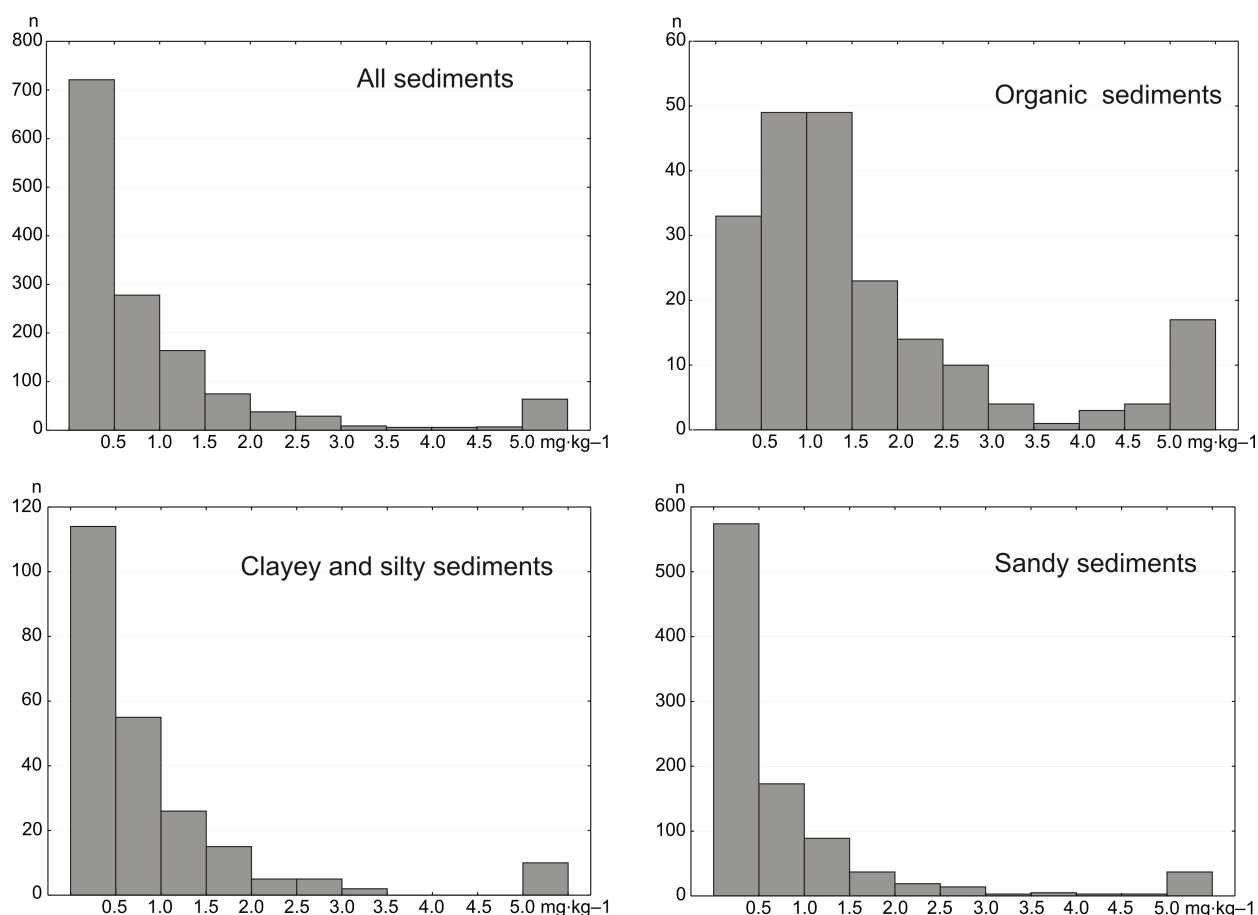 n
800
700
600
500
400
300
200
100
0
All sediments
0.5 1.0 1.5 2.0 2.5 3.0 3.5 4.0 4.5 5.0 mg·kg–1
n
60
50
40
30
20
10
0
Organic sediments
0.5 1.0 1.5 2.0 2.5 3.0 3.5 4.0 4.5 5.0 mg·kg–1
n
120
100
80
60
40
20
0
Clayey and silty sediments
0.5 1.0 1.5 2.0 2.5 3.0 3.5 4.0 4.5 5.0 mg·kg–1
n
600
500
400
300
200
100
0
Sandy sediments
0.5 1.0 1.5 2.0 2.5 3.0 3.5 4.0 4.5 5.0 mg·kg–1